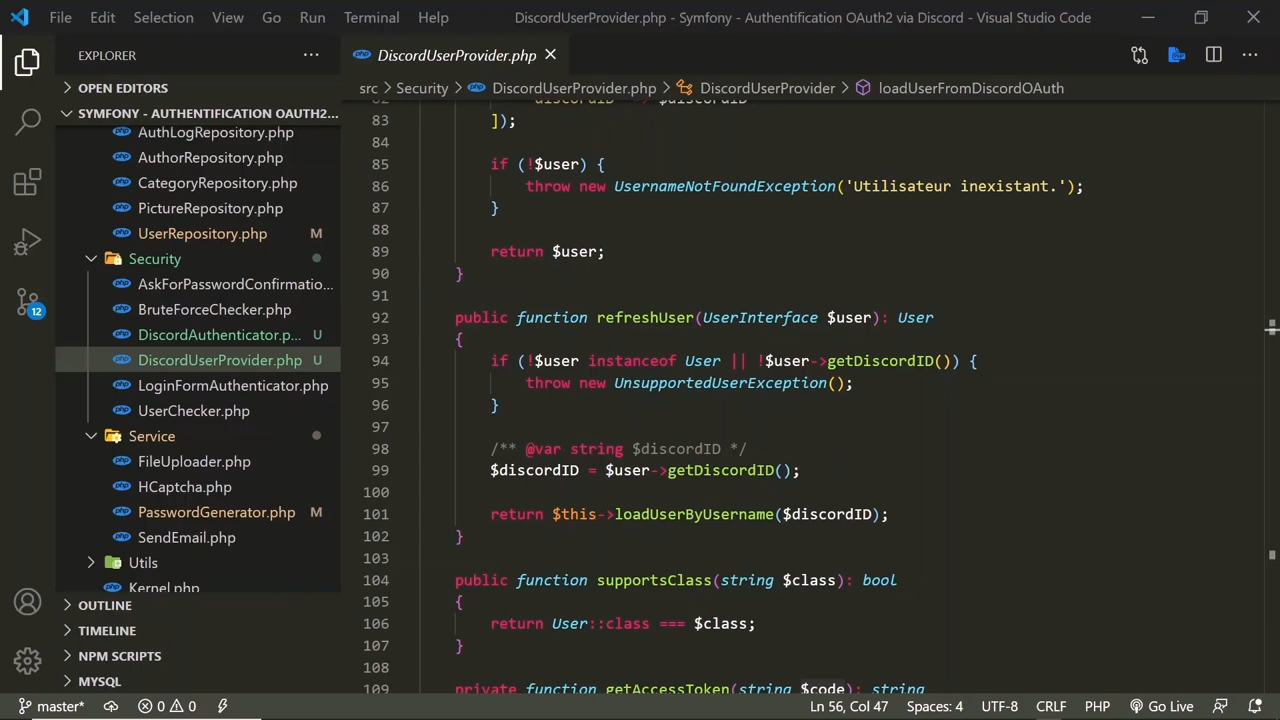 File Edit Selection View Go Run Terminal Help DiscordUserProvider.php - Symfony - Authentification OAuth2 via Discord - Visual Studio Code
EXPLORER
DiscordUserProvider.php
OPEN EDITORS
src > Security > DiscordUserProvider.php > DiscordUserProvider > loadUserFromDiscordOAuth
SYMFONY - AUTHENTIFICATION OAUTH2...
AuthLogRepository.php
AuthorRepository.php
CategoryRepository.php
PictureRepository.php
UserRepository.php M
Security
AskForPasswordConfirmatio...
BruteForceChecker.php
DiscordAuthenticator.p... U
DiscordUserProvider.php U
LoginFormAuthenticator.php
UserChecker.php
Service
FileUploader.php
HCaptcha.php
PasswordGenerator.php M
SendEmail.php
Utils
Kernel.php
OUTLINE
TIMELINE
NPM SCRIPTS
MYSQL
12
83 ]);
84
85 if (!$user) {
86 throw new UsernameNotFoundException('Utilisateur inexistant.');
87 }
88
89 return $user;
90 }
91
92 public function refreshUser(UserInterface $user): User
93 {
94 if (!$user instanceof User || !$user->getDiscordID()) {
95 throw new UnsupportedUserException();
96 }
97
98 /** @var string $discordID */
99 $discordID = $user->getDiscordID();
100
101 return $this->loadUserByUsername($discordID);
102 }
103
104 public function supportsClass(string $class): bool
105 {
106 return User::class === $class;
107 }
108
109 private function getAccessToken(string $code): string
master* 0 0 Ln 56, Col 47 Spaces: 4 UTF-8 CRLF PHP Go Live